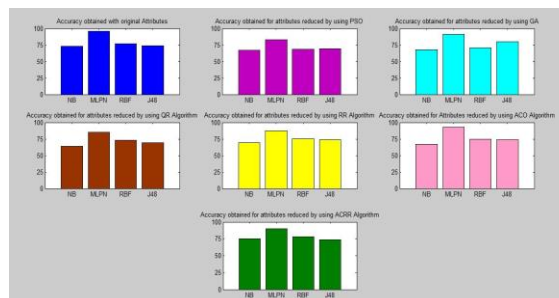 Accuracy obtained with original Attributes
100
75
50
25
0
NB MLPN RBF J48
Accuracy obtained for attributes reduced by using PSO
100
75
50
25
0
NB MLPN RBF J48
Accuracy obtained for attributes reduced by using GA
100
75
50
25
0
NB MLPN RBF J48
Accuracy obtained for attributes reduced by using QR Algorithm
100
75
50
25
0
NB MLPN RBF J48
Accuracy obtained for attributes reduced by using RR Algorithm
100
75
50
25
0
NB MLPN RBF J48
Accuracy obtained for Attributes reduced by using ACO Algorithm
100
75
50
25
0
NB MLPN RBF J48
Accuracy obtained for attributes reduced by using ACRR Algorithm
100
75
50
25
0
NB MLPN RBF J48